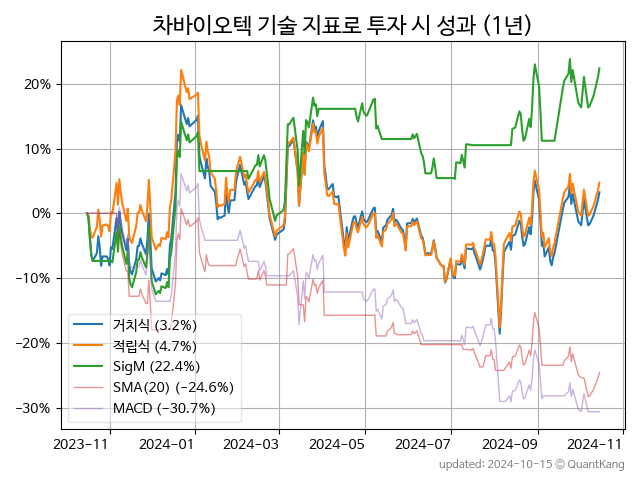 차바이오텍 기술 지표로 투자 시 성과 (1년)
20%
10%
0%
−10%
−20%
−30%
거치식 (3.2%)
적립식 (4.7%)
SigM (22.4%)
SMA(20) (−24.6%)
MACD (−30.7%)
2023-11 2024-01 2024-03 2024-05 2024-07 2024-09 2024-11
updated: 2024-10-15 © QuantKang